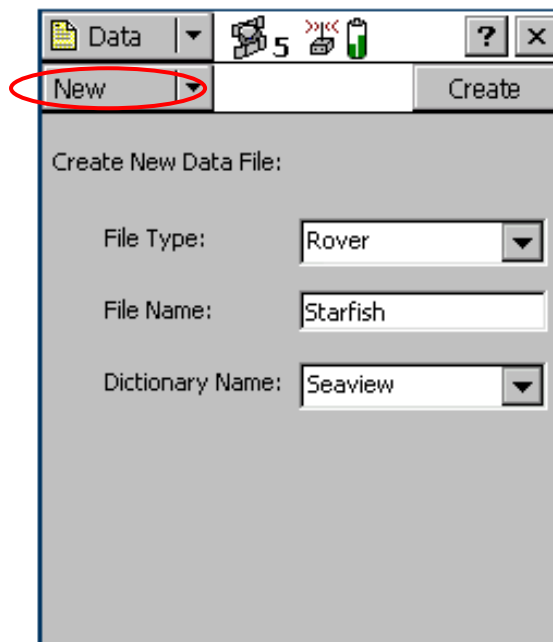 Data
5
?
×
New
Create
Create New Data File:
File Type: Rover
File Name: Starfish
Dictionary Name: Seaview